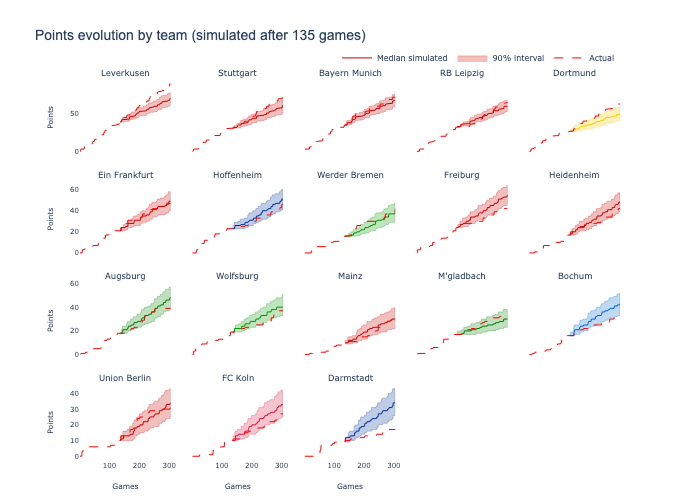 Points evolution by team (simulated after 135 games)
Median simulated 90% interval Actual
Leverkusen Stuttgart Bayern Munich RB Leipzig Dortmund
Points
50
0
Ein Frankfurt Hoffenheim Werder Bremen Freiburg Heidenheim
Points
60
40
20
0
Augsburg Wolfsburg Mainz M'gladbach Bochum
Points
60
40
20
0
Union Berlin FC Koln Darmstadt
Points
40
30
20
10
0
100 200 300 100 200 300 100 200 300
Games Games Games